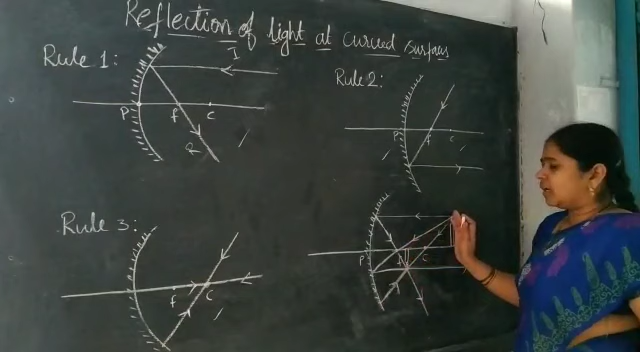 Reflection of light at curved surfaces
Rule 1:
I
P
f
C
R
Rule 2:
P
f
C
Rule 3:
f
C
P
f
C